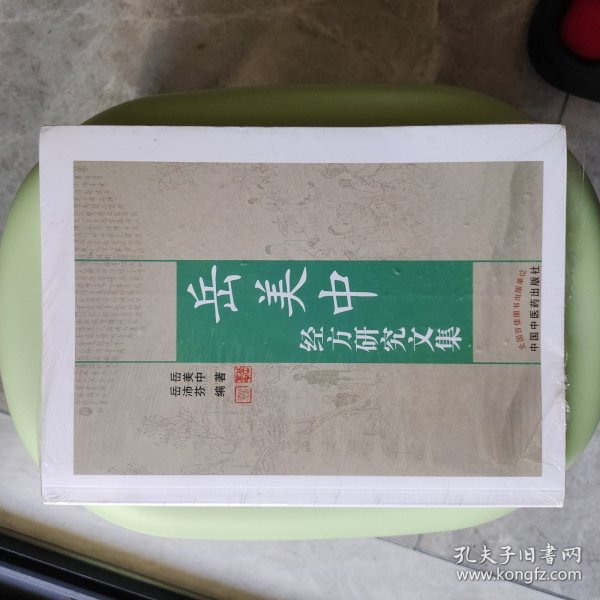 岳美中
经方研究文集
岳美中 著
岳沛芬 编
全国百佳图书出版单位
中国中医药出版社
孔夫子旧书网
www.kongfz.com